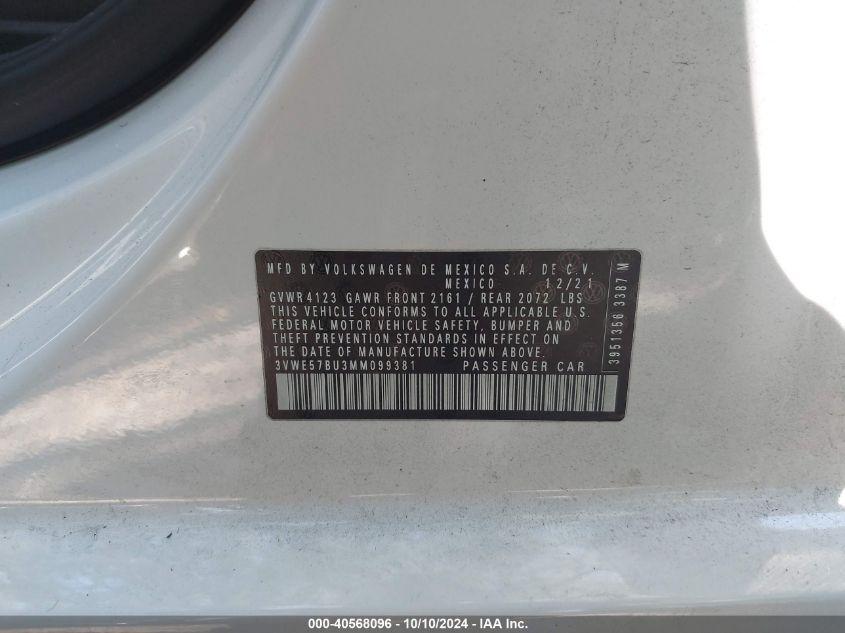 MFD BY VOLKSWAGEN DE MEXICO S.A. DE C.V.
MEXICO 12/21
GVWR 4123 GAWR FRONT 2161 / REAR 2072 LBS
THIS VEHICLE CONFORMS TO ALL APPLICABLE U.S.
FEDERAL MOTOR VEHICLE SAFETY, BUMPER AND
THEFT PREVENTION STANDARDS IN EFFECT ON
THE DATE OF MANUFACTURE SHOWN ABOVE.
3VWE57BU3MM099381 PASSENGER CAR
3951356 3387 M
000-40568096 - 10/10/2024 - IAA Inc.